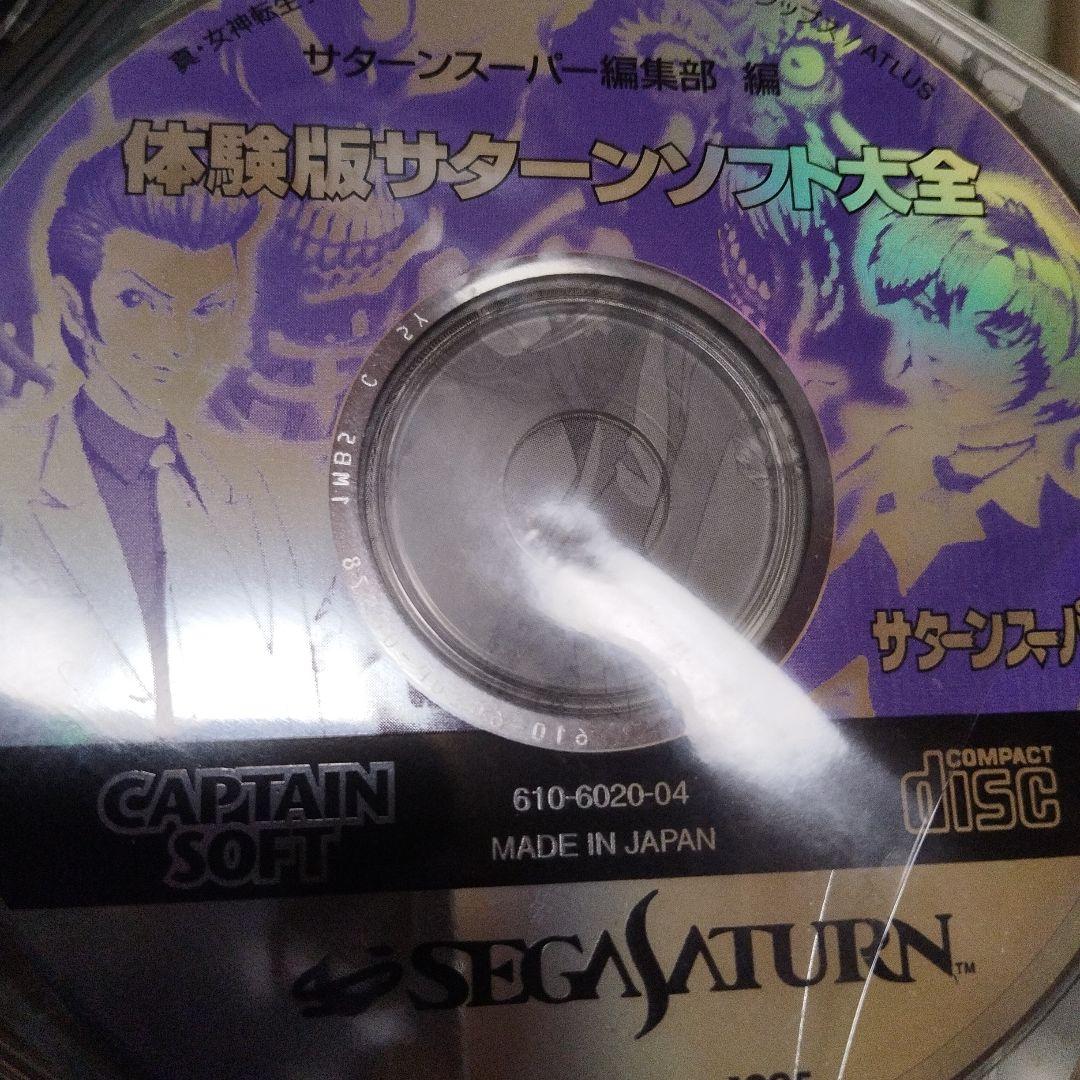 真・女神転生
ATLUS
サターンスーパー編集部 編
体験版サターンソフト大全
サターンスーパ
CAPTAIN
SOFT
610-6020-04
MADE IN JAPAN
COMPACT
disc
SEGA SATURN™